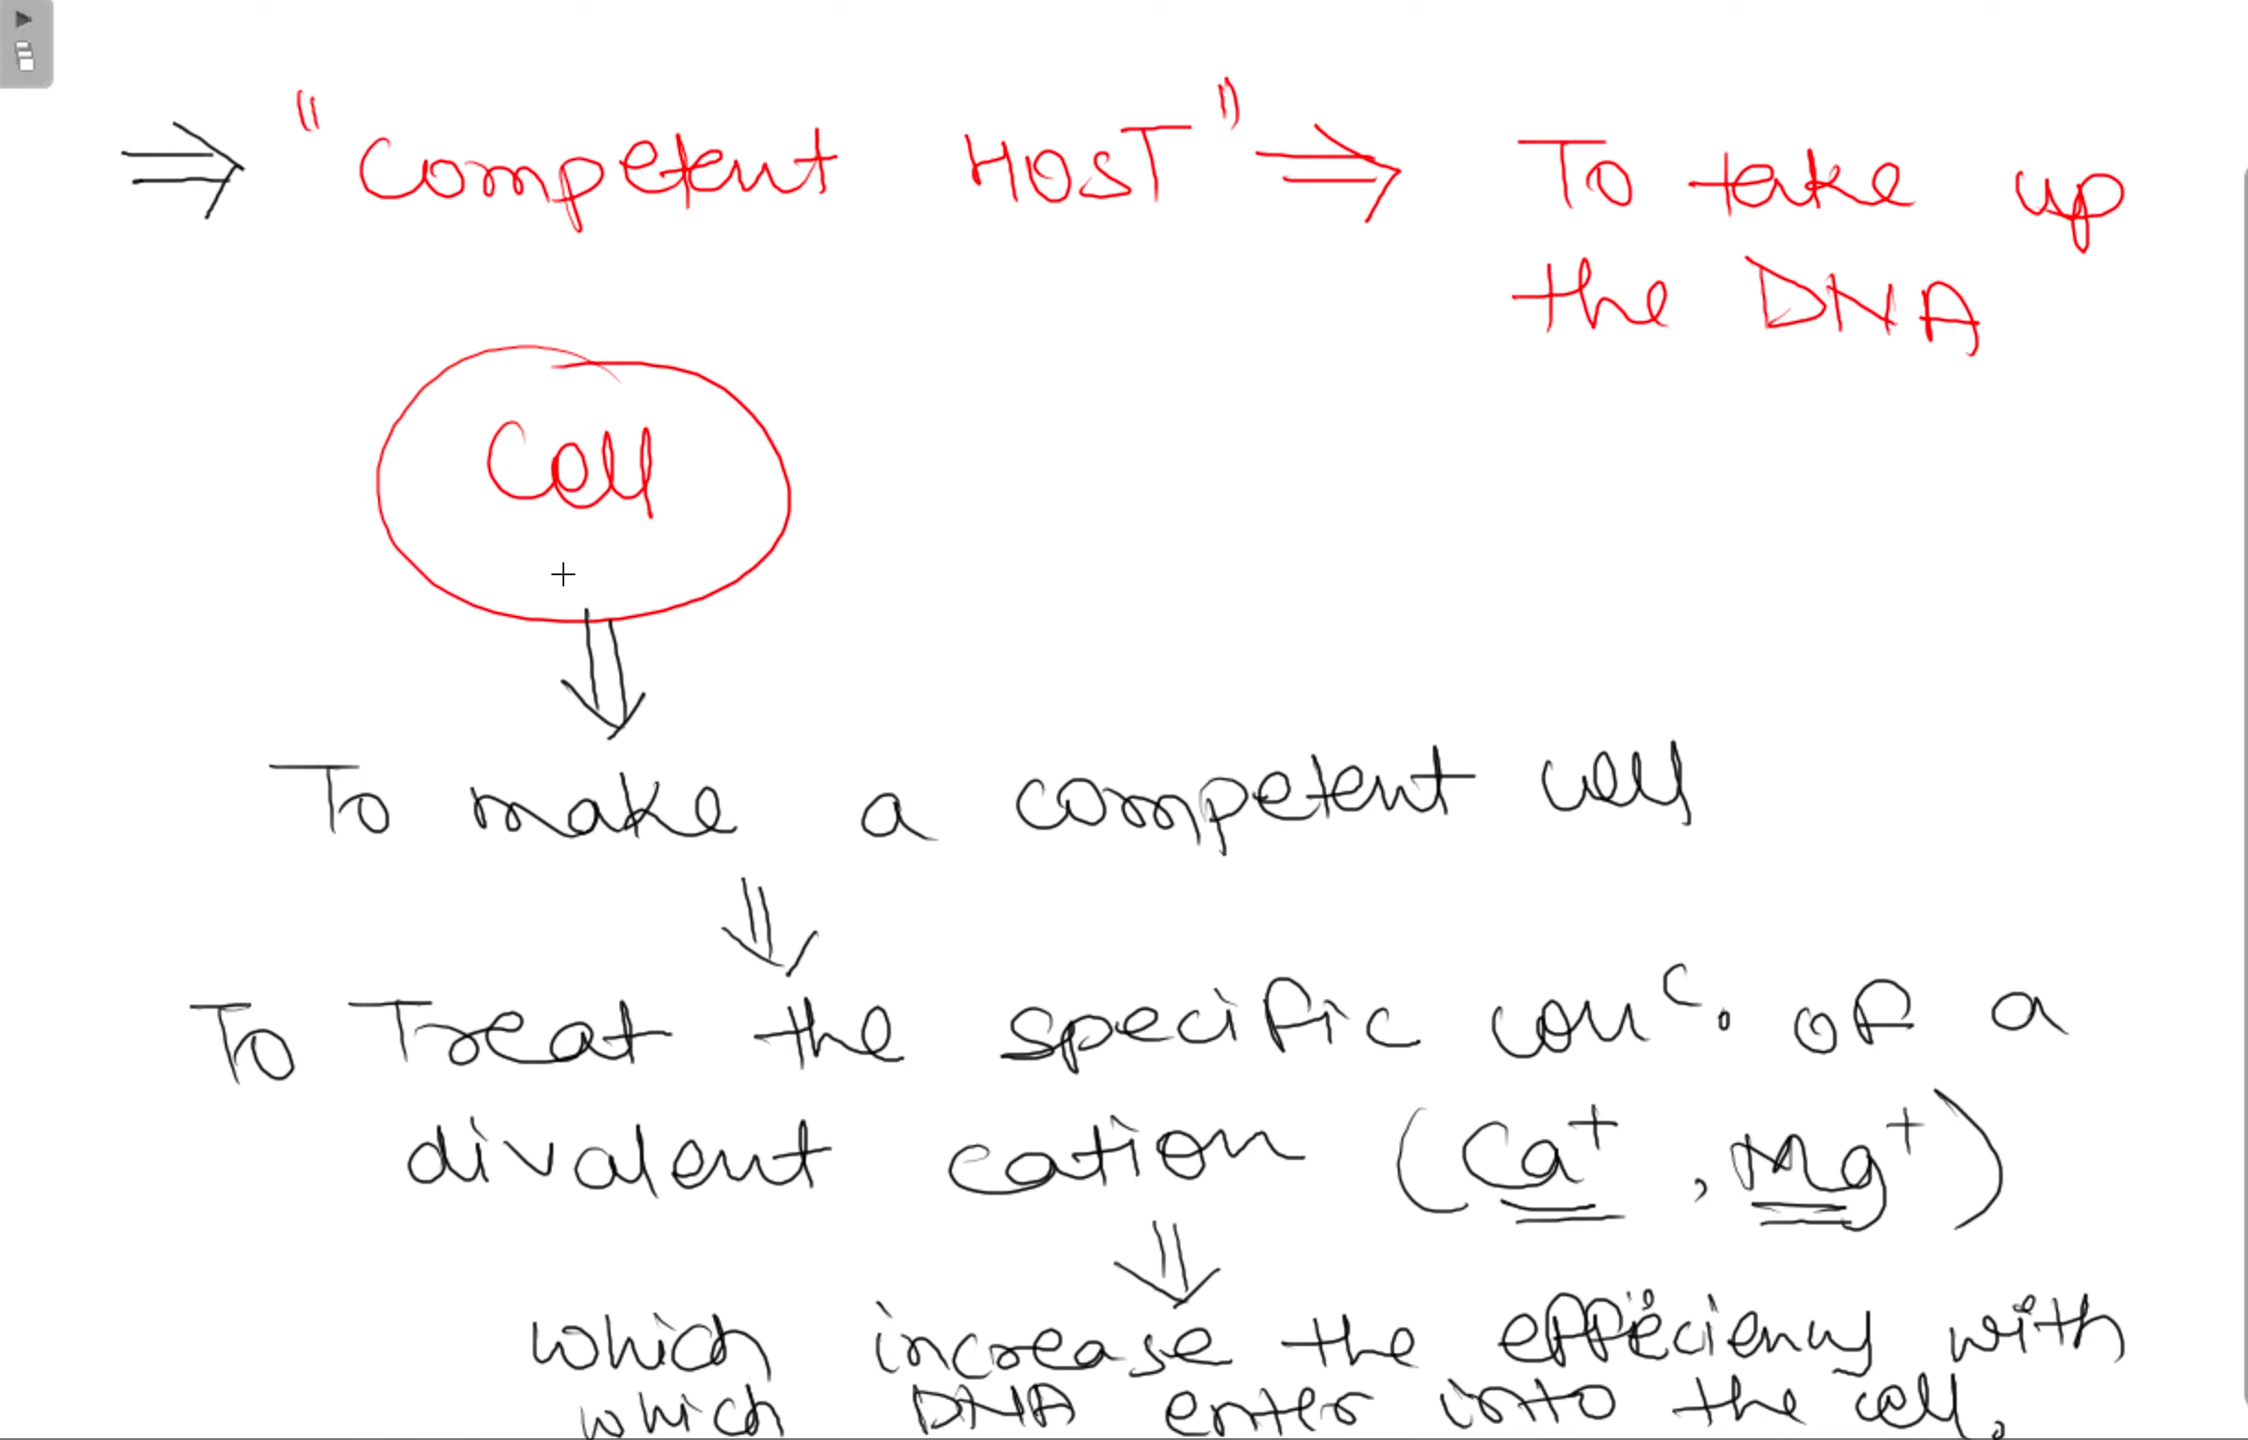 ⇒ "Competent HOST" ⇒ To take up
the DNA
Cell
⇓
To make a competent cell
⇓
To Treat the specific conc. of a
divalent cation (Ca⁺, Mg⁺)
⇓
which increase the efficiency with
which DNA enter into the cell.